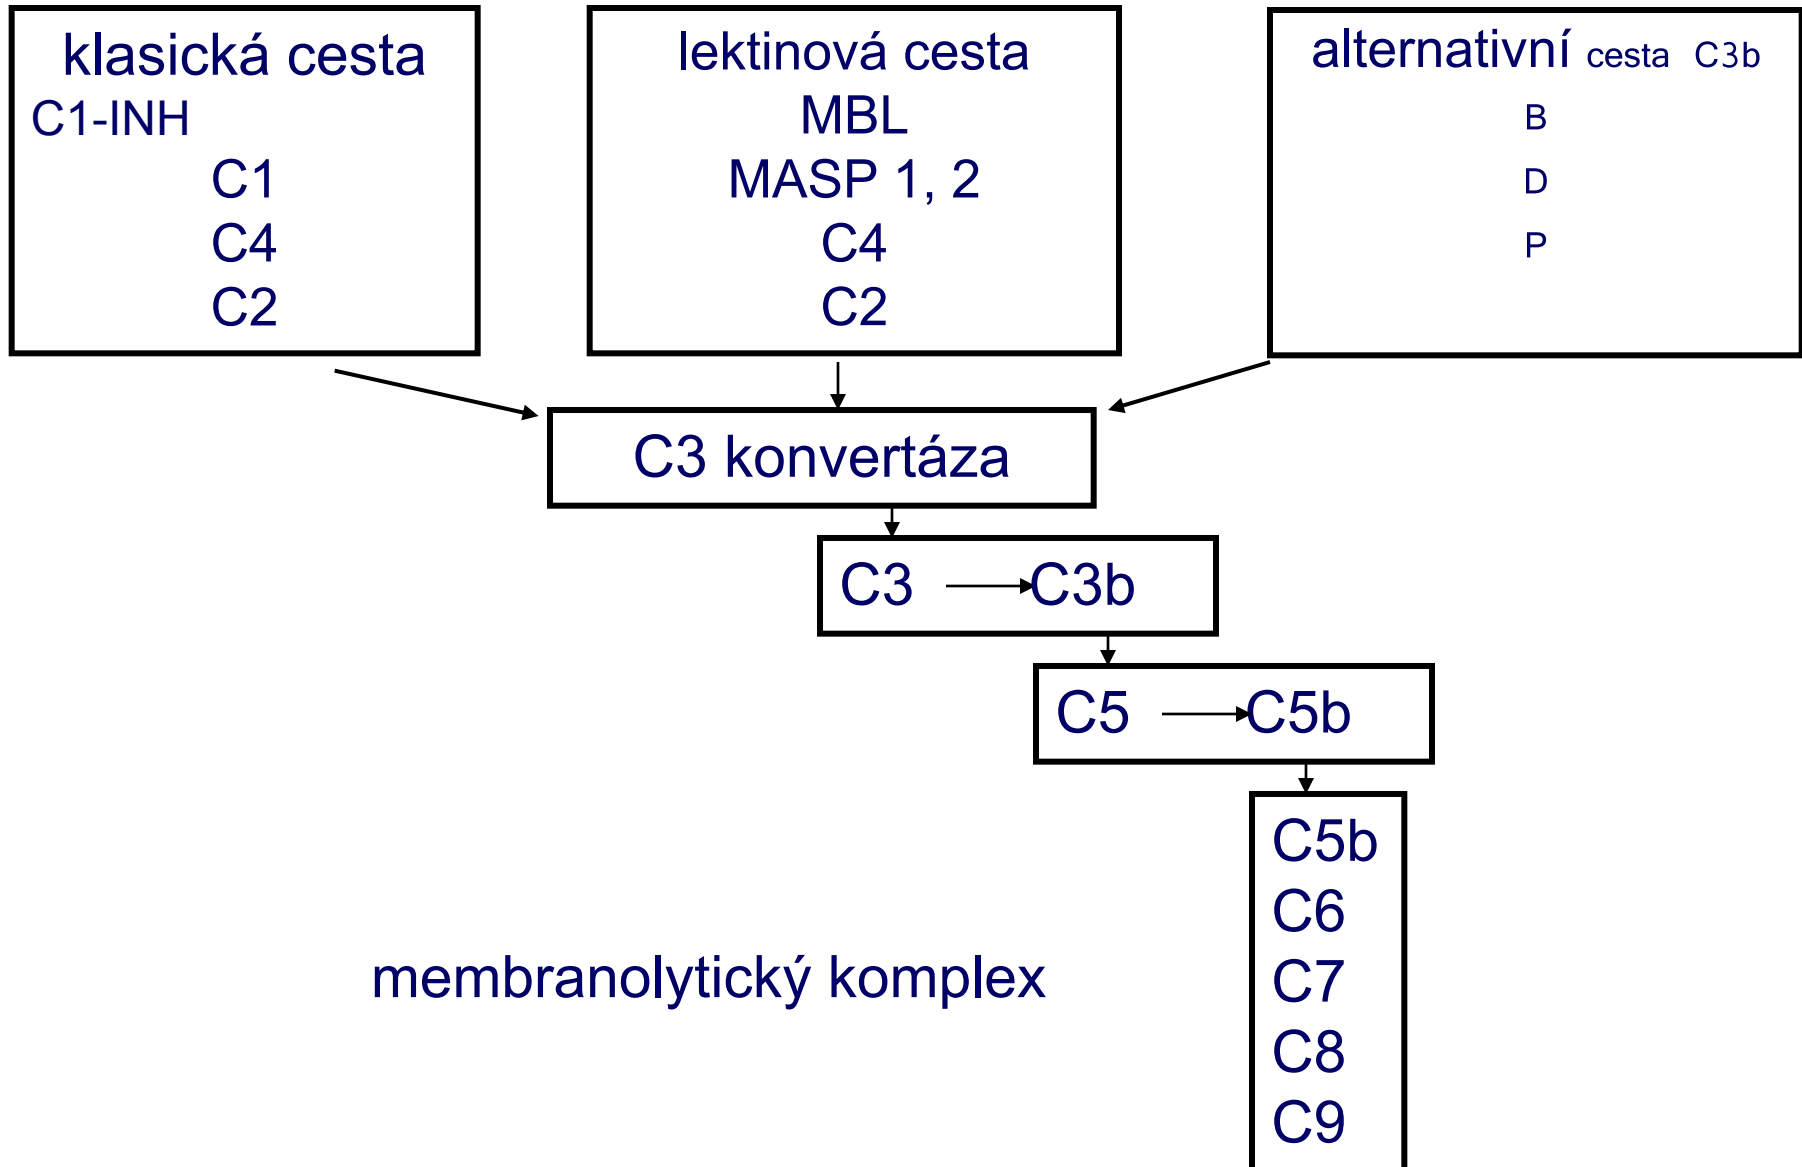 klasická cesta
C1-INH
C1
C4
C2
lektinová cesta
MBL
MASP 1, 2
C4
C2
alternativní cesta C3b
B
D
P
C3 konvertáza
C3 C3b
C5 C5b
C5b
C6
C7
C8
C9
membranolytický komplex